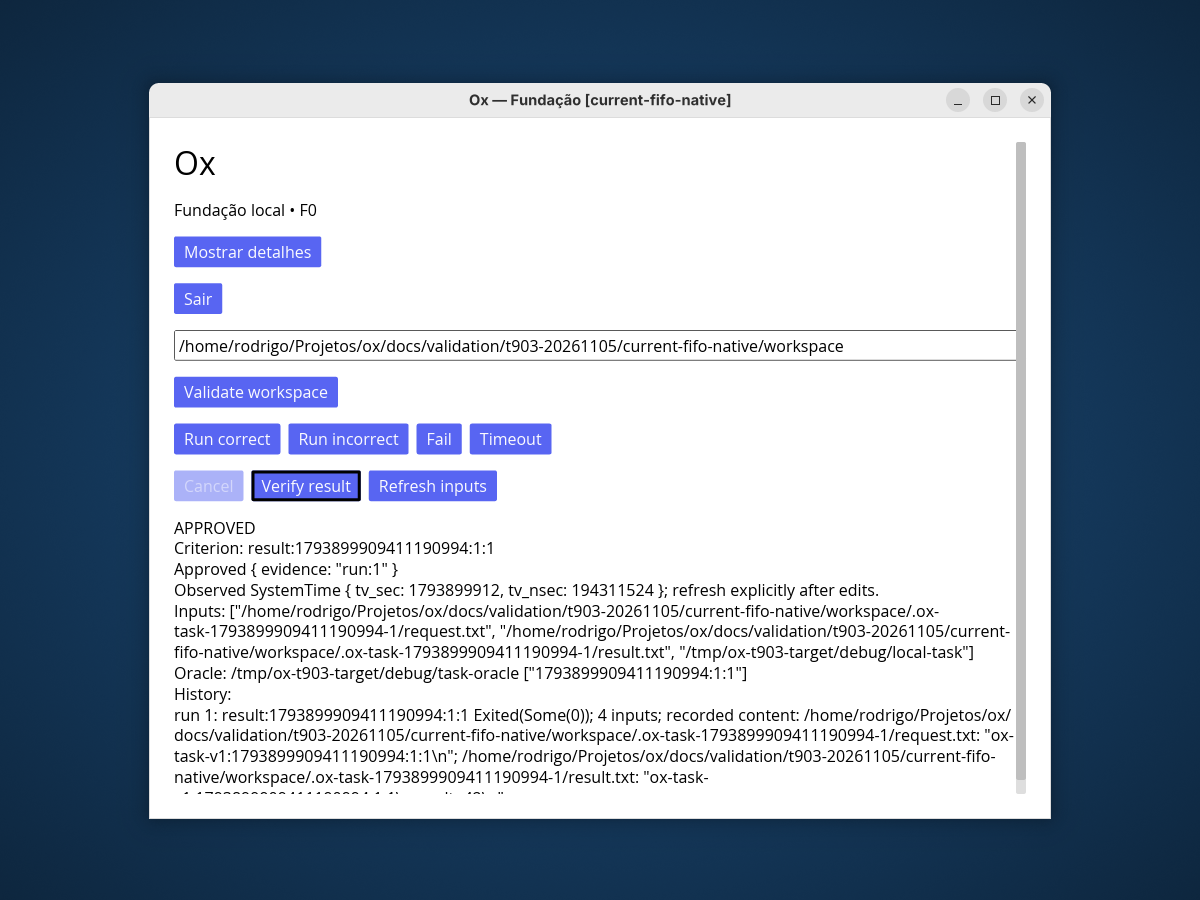 Ox — Fundação [current-fifo-native]
Ox
Fundação local • F0
Mostrar detalhes
Sair
/home/rodrigo/Projetos/ox/docs/validation/t903-20261105/current-fifo-native/workspace
Validate workspace
Run correct Run incorrect Fail Timeout
Cancel Verify result Refresh inputs
APPROVED
Criterion: result:1793899909411190994:1:1
Approved { evidence: "run:1" }
Observed SystemTime { tv_sec: 1793899912, tv_nsec: 194311524 }; refresh explicitly after edits.
Inputs: ["/home/rodrigo/Projetos/ox/docs/validation/t903-20261105/current-fifo-native/workspace/.ox-
task-1793899909411190994-1/request.txt", "/home/rodrigo/Projetos/ox/docs/validation/t903-20261105/current-
fifo-native/workspace/.ox-task-1793899909411190994-1/result.txt", "/tmp/ox-t903-target/debug/local-task"]
Oracle: /tmp/ox-t903-target/debug/task-oracle ["1793899909411190994:1:1"]
History:
run 1: result:1793899909411190994:1:1 Exited(Some(0)); 4 inputs; recorded content: /home/rodrigo/Projetos/ox/
docs/validation/t903-20261105/current-fifo-native/workspace/.ox-task-1793899909411190994-1/request.txt: "ox-
task-v1:1793899909411190994:1:1\n"; /home/rodrigo/Projetos/ox/docs/validation/t903-20261105/current-fifo-
native/workspace/.ox-task-1793899909411190994-1/result.txt: "ox-task-